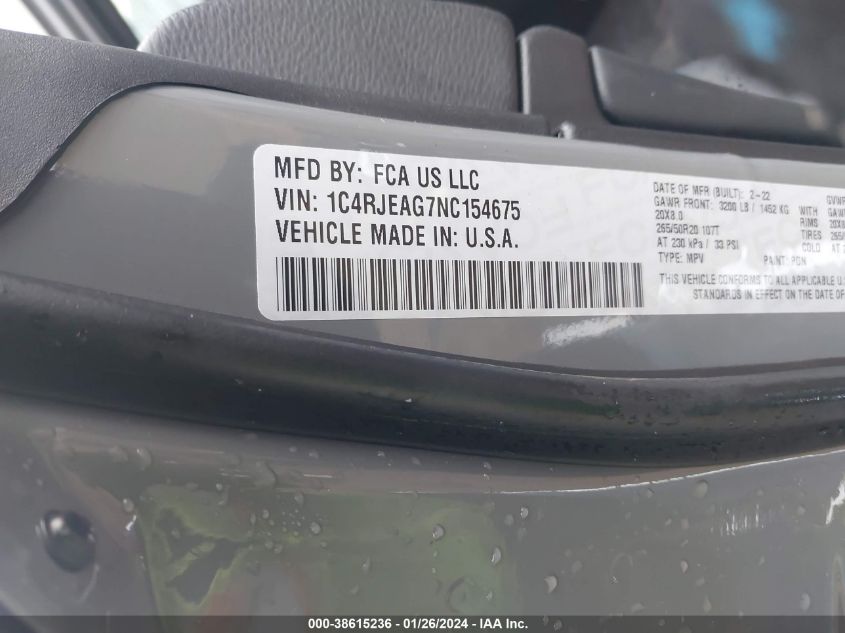 MFD BY: FCA US LLC
VIN: 1C4RJEAG7NC154675
VEHICLE MADE IN: U.S.A.
DATE OF MFR (BUILT): 2-22
GAWR FRONT: 3200 LB / 1452 KG WITH
20X8.0 RIMS
265/50R20 107T TIRES
AT 230 kPa / 33 PSI COLD
TYPE: MPV PAINT: PDN
THIS VEHICLE CONFORMS TO ALL APPLICABLE U.
STANDARDS IN EFFECT ON THE DATE OF
000-38615236 - 01/26/2024 - IAA Inc.